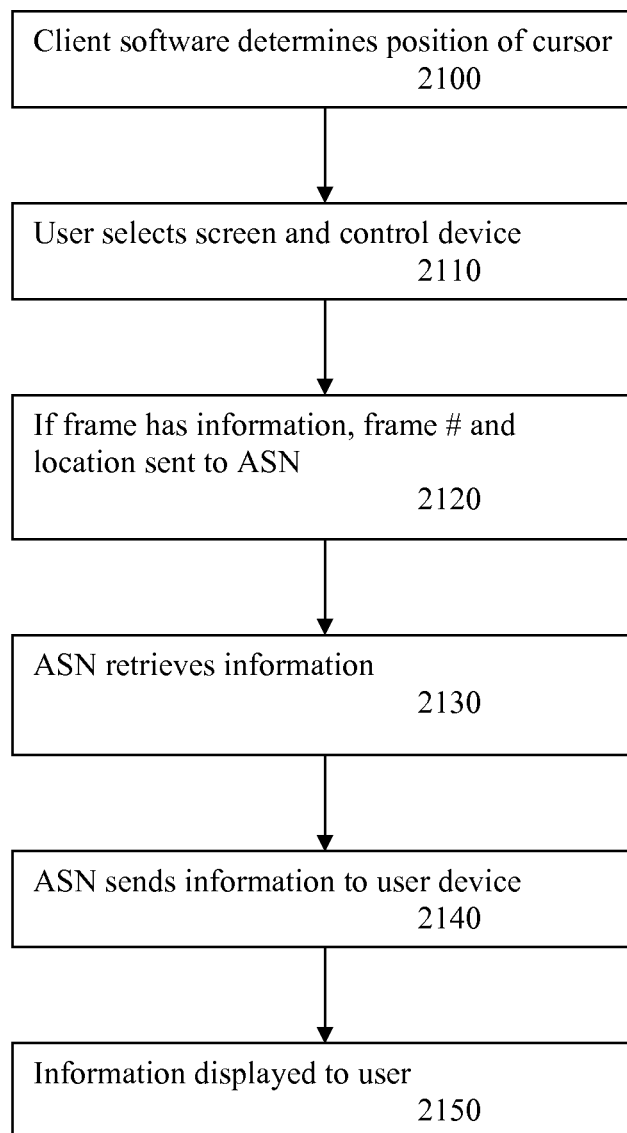 Client software determines position of cursor
2100
User selects screen and control device
2110
If frame has information, frame # and
location sent to ASN
2120
ASN retrieves information
2130
ASN sends information to user device
2140
Information displayed to user
2150